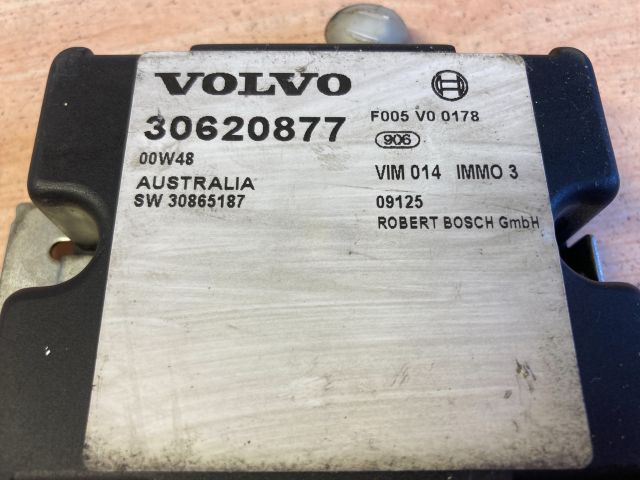 VOLVO
30620877
00W48
AUSTRALIA
SW 30865187
F005 V0 0178
906
VIM 014 IMMO 3
09125
ROBERT BOSCH GmbH